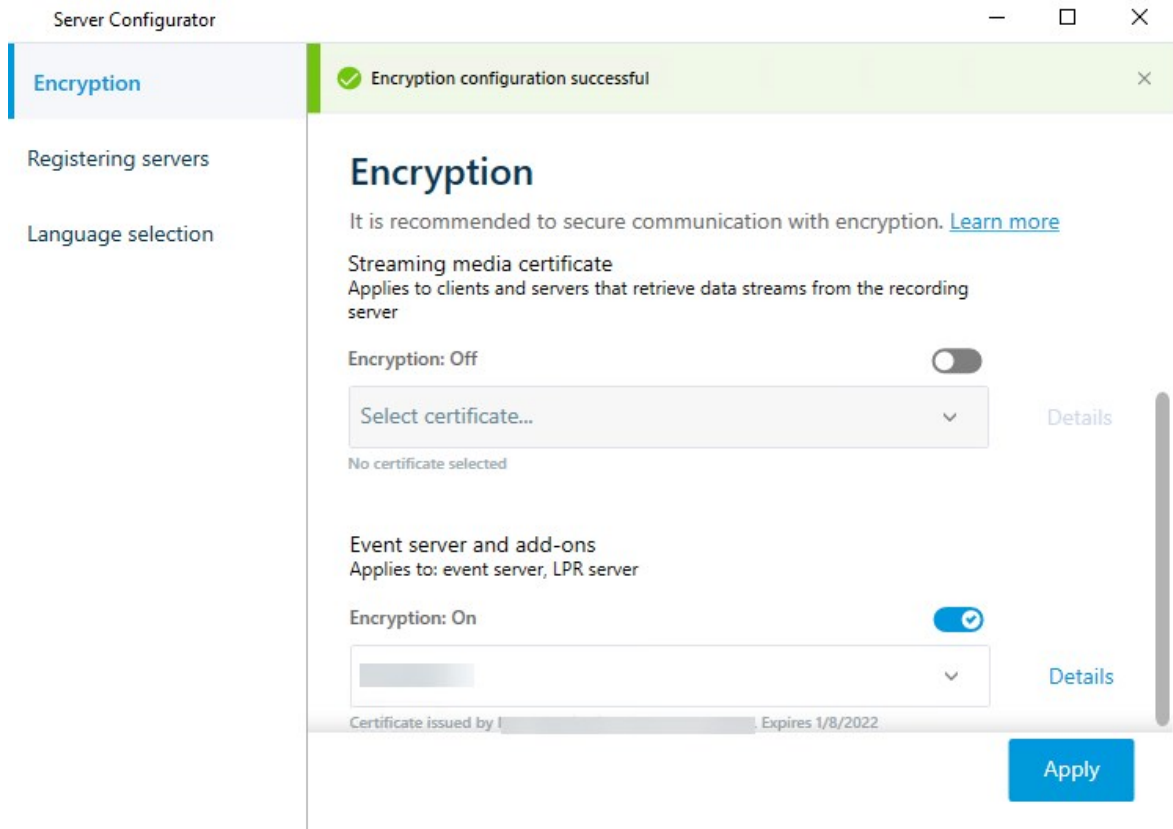 Server Configurator
Encryption
Registering servers
Language selection
Encryption configuration successful
Encryption
It is recommended to secure communication with encryption. Learn more
Streaming media certificate
Applies to clients and servers that retrieve data streams from the recording
server
Encryption: Off
Select certificate...
Details
No certificate selected
Event server and add-ons
Applies to: event server, LPR server
Encryption: On
Details
Certificate issued by
. Expires 1/8/2022
Apply